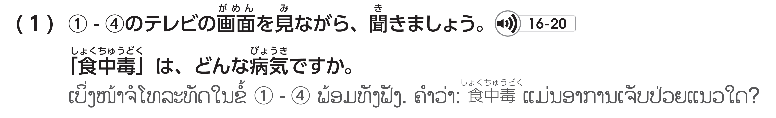 (1) ①-④のテレビの画面を見ながら、聞きましょう。 16-20
「食中毒」は、どんな病気ですか。
ເບິ່ງໜ້າຈໍໂທລະທັດໃນຂໍ້ ①-④ ພ້ອມທັງຟັງ. ຄຳວ່າ: 食中毒 ແມ່ນອາການເຈັບປ່ວຍແນວໃດ?